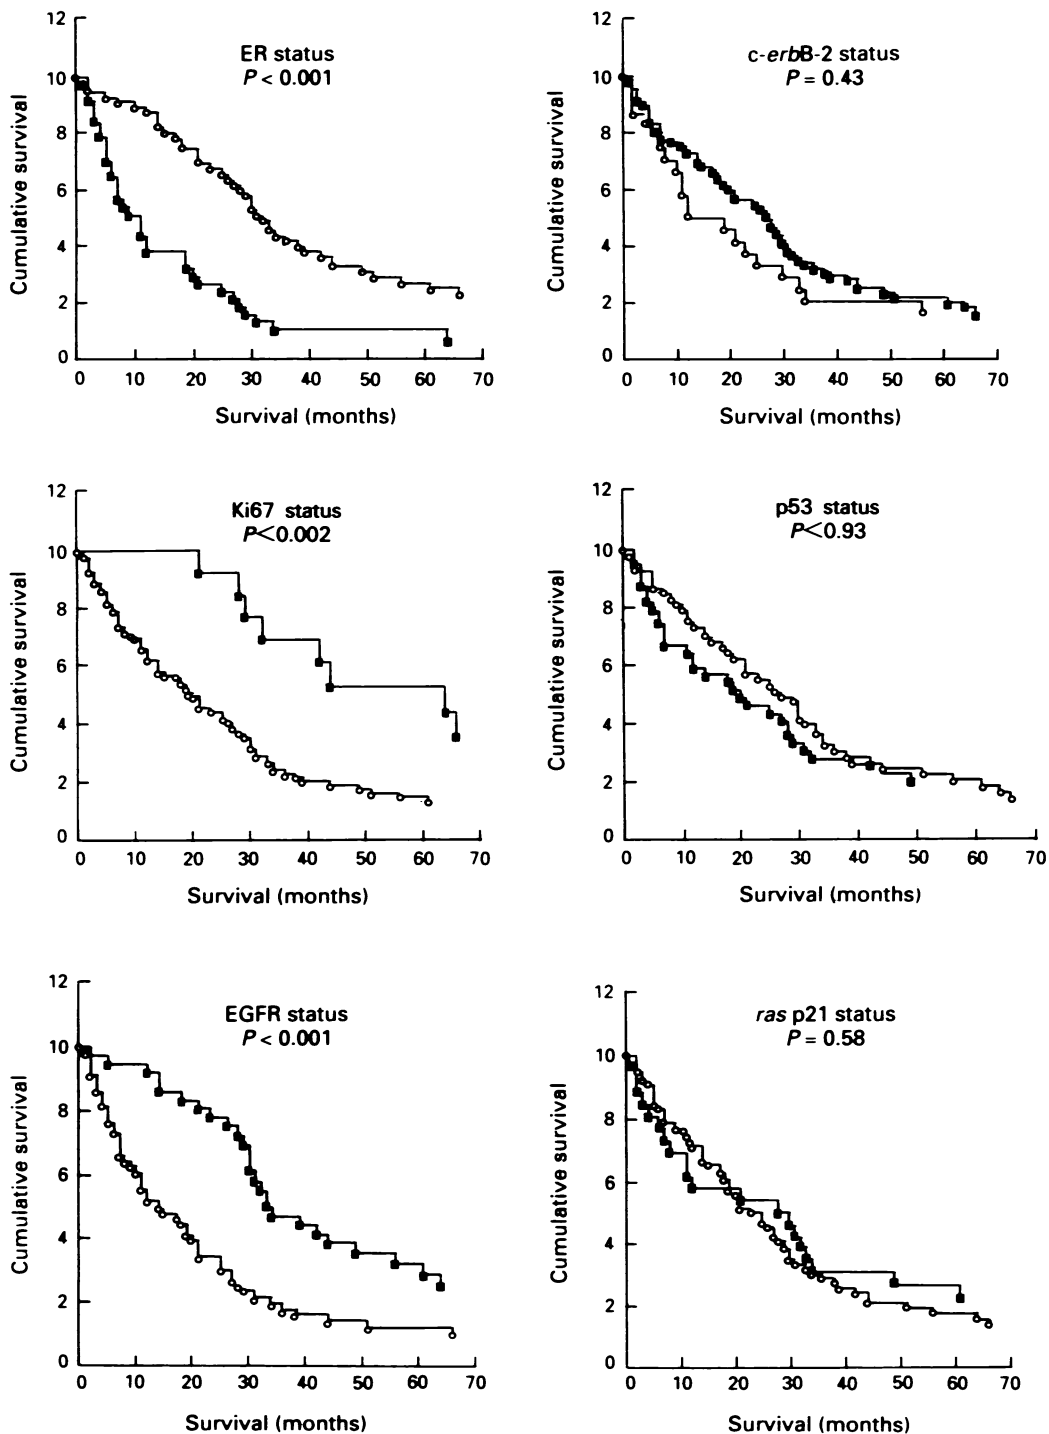 ER status
P < 0.001
12
10
8
6
4
2
0
Cumulative survival
0 10 20 30 40 50 60 70
Survival (months)
c-erbB-2 status
P = 0.43
12
10
8
6
4
2
0
Cumulative survival
0 10 20 30 40 50 60 70
Survival (months)
Ki67 status
P<0.002
12
10
8
6
4
2
0
Cumulative survival
0 10 20 30 40 50 60 70
Survival (months)
p53 status
P<0.93
12
10
8
6
4
2
0
Cumulative survival
0 10 20 30 40 50 60 70
Survival (months)
EGFR status
P < 0.001
12
10
8
6
4
2
0
Cumulative survival
0 10 20 30 40 50 60 70
Survival (months)
ras p21 status
P = 0.58
12
10
8
6
4
2
0
Cumulative survival
0 10 20 30 40 50 60 70
Survival (months)